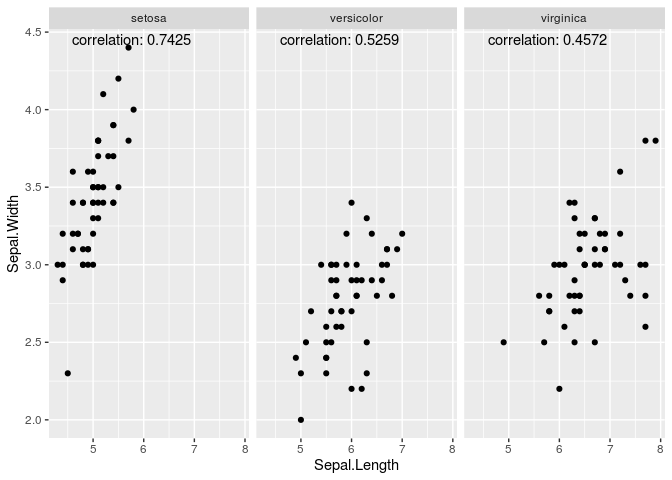 setosa
versicolor
virginica
correlation: 0.7425
correlation: 0.5259
correlation: 0.4572
4.5
4.0
3.5
3.0
2.5
2.0
Sepal.Width
5 6 7 8
5 6 7 8
5 6 7 8
Sepal.Length